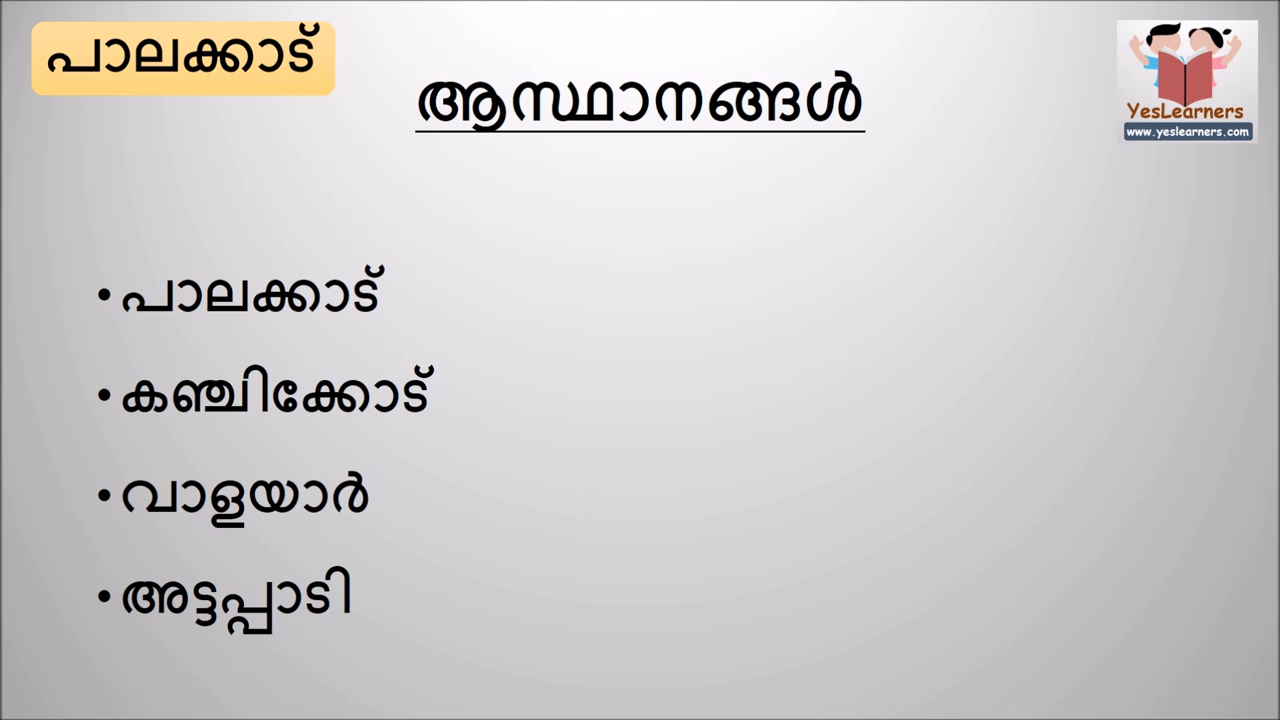 പാലക്കാട്
ആസ്ഥാനങ്ങൾ
YesLearners
www.yeslearners.com
• പാലക്കാട്
• കഞ്ചിക്കോട്
• വാളയാർ
• അട്ടപ്പാടി